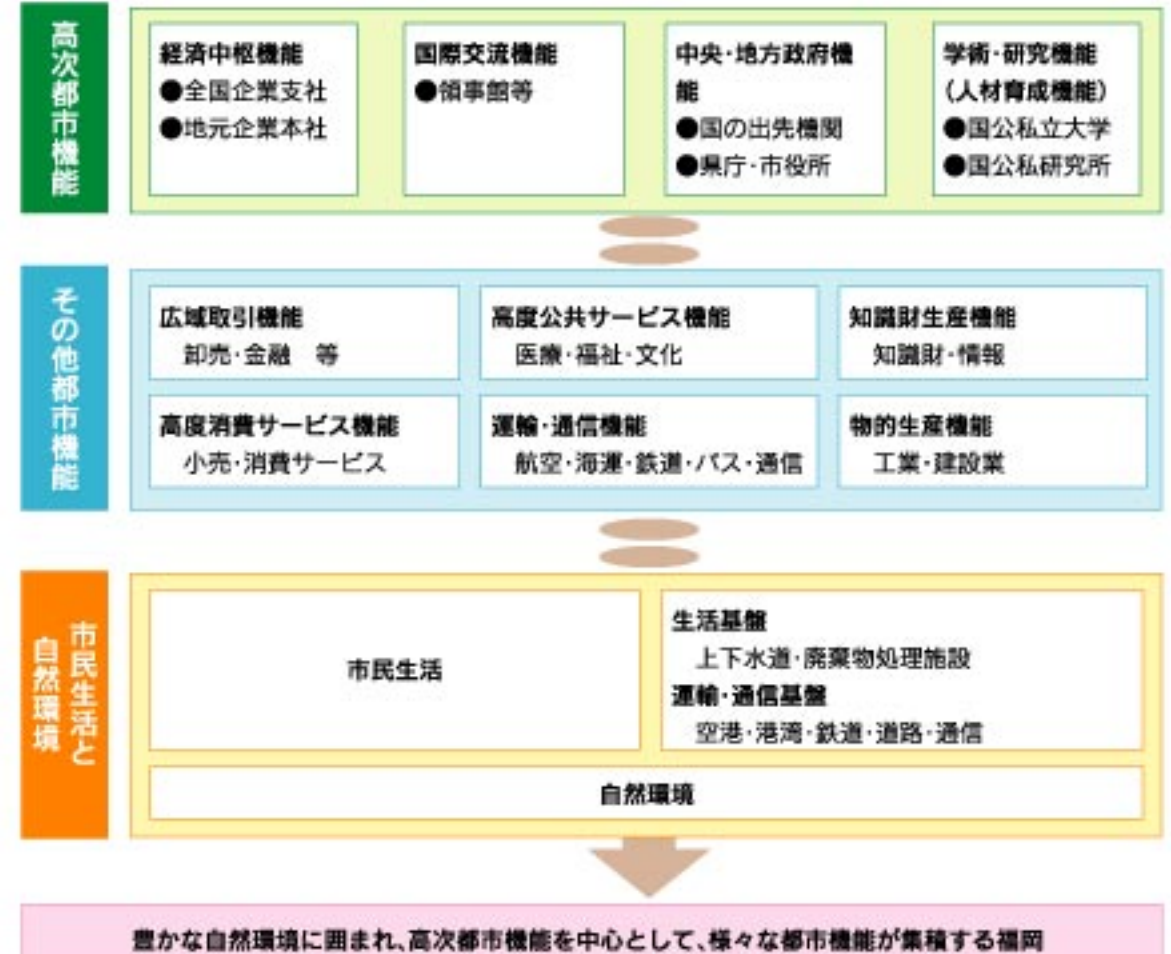 高次都市機能
経済中枢機能
●全国企業支社
●地元企業本社
国際交流機能
●領事館等
中央・地方政府機
能
●国の出先機関
●県庁・市役所
学術・研究機能
(人材育成機能)
●国公私立大学
●国公私研究所
その他都市機能
広域取引機能
卸売・金融　等
高度公共サービス機能
医療・福祉・文化
知識財生産機能
知識財・情報
高度消費サービス機能
小売・消費サービス
運輸・通信機能
航空・海運・鉄道・バス・通信
物的生産機能
工業・建設業
市民生活と
自然環境
市民生活
生活基盤
上下水道・廃棄物処理施設
運輸・通信基盤
空港・港湾・鉄道・道路・通信
自然環境
豊かな自然環境に囲まれ、高次都市機能を中心として、様々な都市機能が集積する福岡